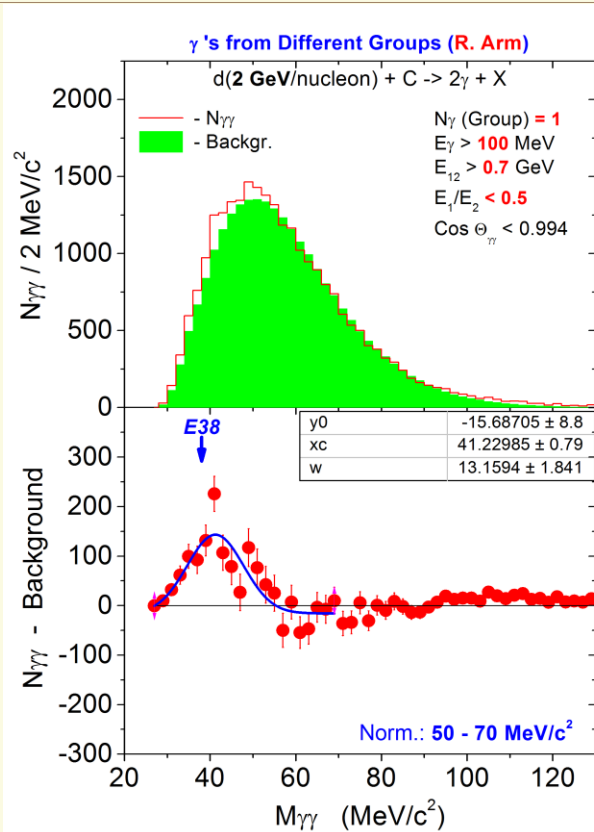 γ 's from Different Groups (R. Arm)
d(2 GeV/nucleon) + C -> 2γ + X
- Nγγ
- Backgr.
Nγ (Group) = 1
Eγ > 100 MeV
E₁₂ > 0.7 GeV
E₁/E₂ < 0.5
Cos Θγγ < 0.994
Nγγ / 2 MeV/c²
2000
1500
1000
500
0
y0 -15.68705 ± 8.8
xc 41.22985 ± 0.79
w 13.1594 ± 1.841
E38
Nγγ - Background
300
200
100
0
-100
-200
-300
Norm.: 50 - 70 MeV/c²
20 40 60 80 100 120
Mγγ (MeV/c²)